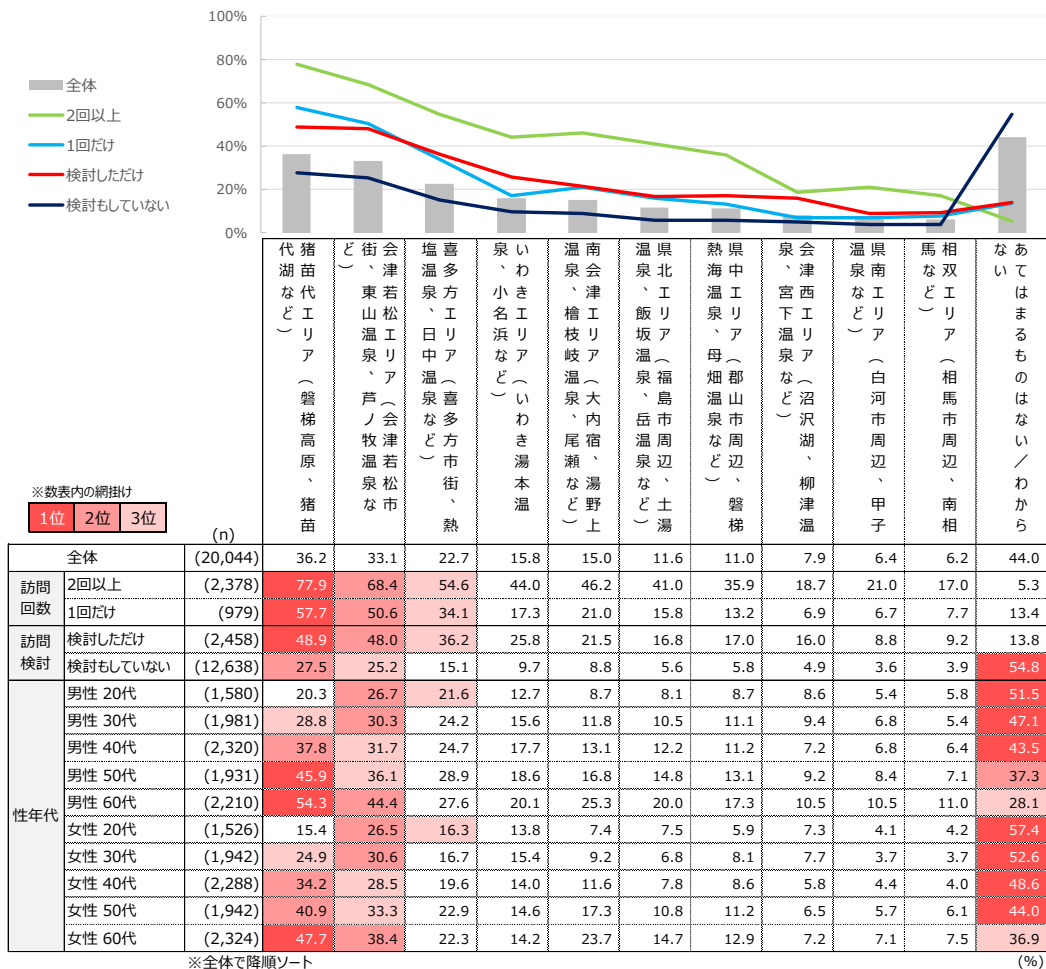 100%
80%
60%
40%
20%
0%
全体
2回以上
1回だけ
検討しただけ
検討もしていない
※数表内の網掛け
1位 2位 3位
(n)
猪苗代エリア（磐梯高原、猪苗
代湖など）
会津若松エリア（会津若松市
街、東山温泉、芦ノ牧温泉な
ど）
喜多方エリア（喜多方市街、熱
塩温泉、日中温泉など）
いわきエリア（いわき湯本温
泉、小名浜など）
南会津エリア（大内宿、湯野上
温泉、檜枝岐温泉、尾瀬など）
県北エリア（福島市周辺、土湯
温泉、飯坂温泉、岳温泉など）
県中エリア（郡山市周辺、磐梯
熱海温泉、母畑温泉など）
会津西エリア（沼沢湖、柳津温
泉、宮下温泉など）
県南エリア（白河市周辺、甲子
温泉など）
相双エリア（相馬市周辺、南相
馬など）
あてはまるものはない／わから
ない
全体 (20,044) 36.2 33.1 22.7 15.8 15.0 11.6 11.0 7.9 6.4 6.2 44.0
訪問
回数
2回以上 (2,378) 77.9 68.4 54.6 44.0 46.2 41.0 35.9 18.7 21.0 17.0 5.3
1回だけ (979) 57.7 50.6 34.1 17.3 21.0 15.8 13.2 6.9 6.7 7.7 13.4
訪問
検討
検討しただけ (2,458) 48.9 48.0 36.2 25.8 21.5 16.8 17.0 16.0 8.8 9.2 13.8
検討もしていない (12,638) 27.5 25.2 15.1 9.7 8.8 5.6 5.8 4.9 3.6 3.9 54.8
性年代
男性 20代 (1,580) 20.3 26.7 21.6 12.7 8.7 8.1 8.7 8.6 5.4 5.8 51.5
男性 30代 (1,981) 28.8 30.3 24.2 15.6 11.8 10.5 11.1 9.4 6.8 5.4 47.1
男性 40代 (2,320) 37.8 31.7 24.7 17.7 13.1 12.2 11.2 7.2 6.8 6.4 43.5
男性 50代 (1,931) 45.9 36.1 28.9 18.6 16.8 14.8 13.1 9.2 8.4 7.1 37.3
男性 60代 (2,210) 54.3 44.4 27.6 20.1 25.3 20.0 17.3 10.5 10.5 11.0 28.1
女性 20代 (1,526) 15.4 26.5 16.3 13.8 7.4 7.5 5.9 7.3 4.1 4.2 57.4
女性 30代 (1,942) 24.9 30.6 16.7 15.4 9.2 6.8 8.1 7.7 3.7 3.7 52.6
女性 40代 (2,288) 34.2 28.5 19.6 14.0 11.6 7.8 8.6 5.8 4.4 4.0 48.6
女性 50代 (1,942) 40.9 33.3 22.9 14.6 17.3 10.8 11.2 6.5 5.7 6.1 44.0
女性 60代 (2,324) 47.7 38.4 22.3 14.2 23.7 14.7 12.9 7.2 7.1 7.5 36.9
※全体で降順ソート
(%)